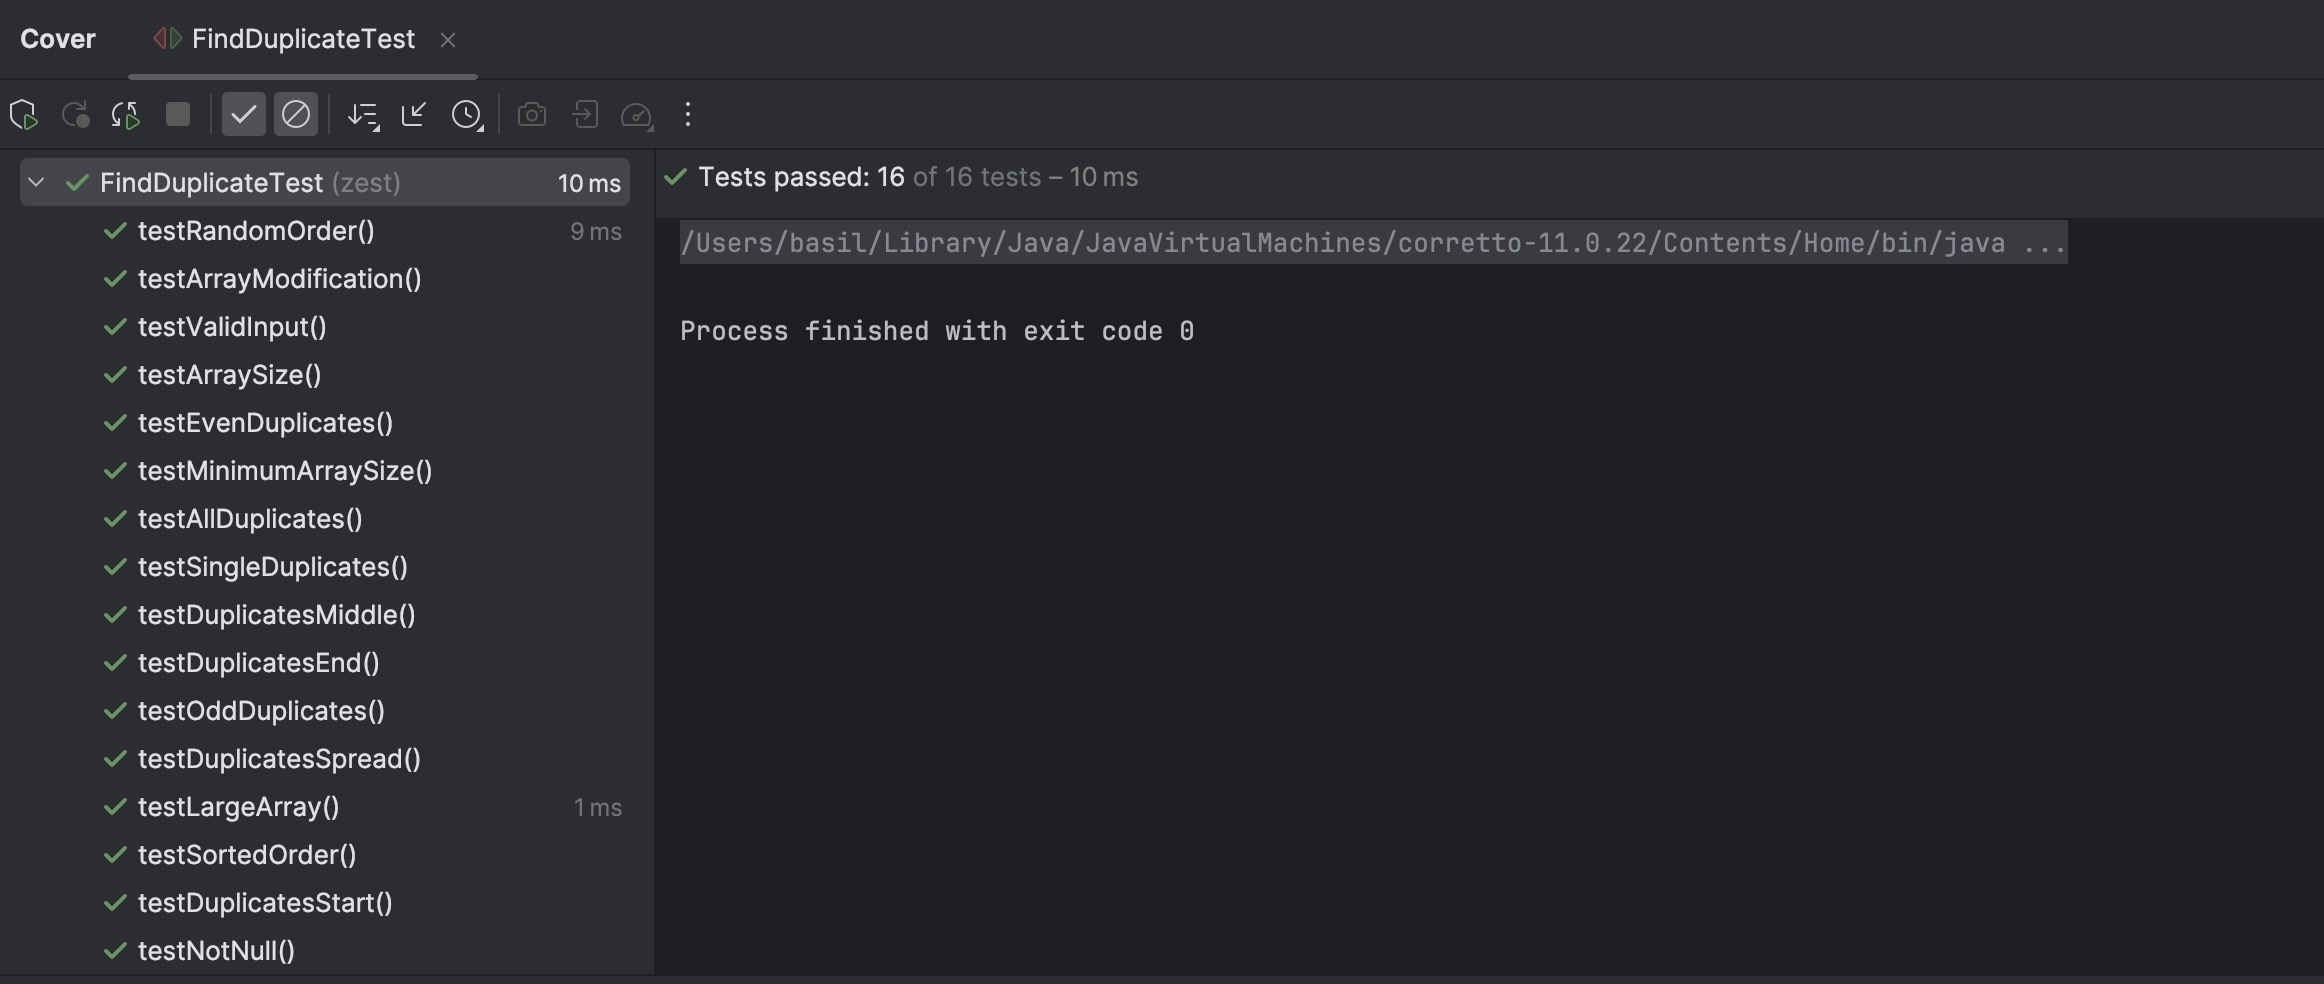 Cover FindDuplicateTest
FindDuplicateTest (zest) 10 ms
testRandomOrder() 9 ms
testArrayModification()
testValidInput()
testArraySize()
testEvenDuplicates()
testMinimumArraySize()
testAllDuplicates()
testSingleDuplicates()
testDuplicatesMiddle()
testDuplicatesEnd()
testOddDuplicates()
testDuplicatesSpread()
testLargeArray() 1 ms
testSortedOrder()
testDuplicatesStart()
testNotNull()
Tests passed: 16 of 16 tests – 10 ms
/Users/basil/Library/Java/JavaVirtualMachines/corretto-11.0.22/Contents/Home/bin/java ...
Process finished with exit code 0